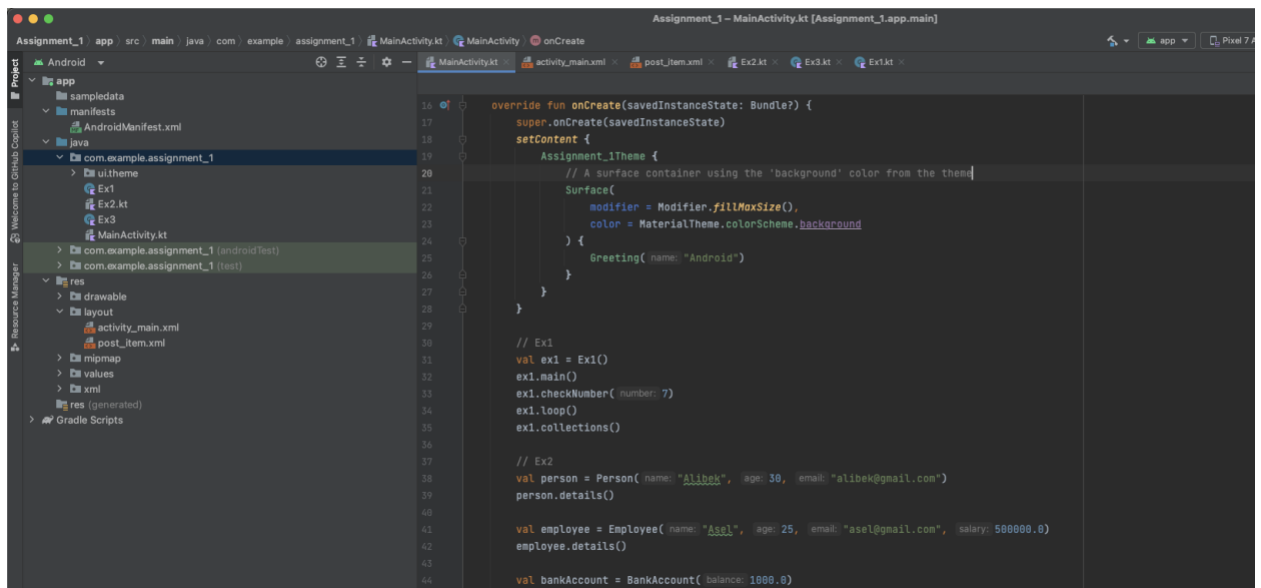 Assignment_1 – MainActivity.kt [Assignment_1.app.main]
Assignment_1 app src main java com example assignment_1 MainActivity.kt MainActivity onCreate
app Pixel 7 A
Android
MainActivity.kt activity_main.xml post_item.xml Ex2.kt Ex3.kt Ex1.kt
Project
Welcome to GitHub Copilot
Resource Manager
app
sampledata
manifests
AndroidManifest.xml
java
com.example.assignment_1
ui.theme
Ex1
Ex2.kt
Ex3
MainActivity.kt
com.example.assignment_1 (androidTest)
com.example.assignment_1 (test)
res
drawable
layout
activity_main.xml
post_item.xml
mipmap
values
xml
res (generated)
Gradle Scripts
16 override fun onCreate(savedInstanceState: Bundle?) {
17 super.onCreate(savedInstanceState)
18 setContent {
19 Assignment_1Theme {
20 // A surface container using the 'background' color from the theme
21 Surface(
22 modifier = Modifier.fillMaxSize(),
23 color = MaterialTheme.colorScheme.background
24 ) {
25 Greeting( name: "Android")
26 }
27 }
28 }
29
30 // Ex1
31 val ex1 = Ex1()
32 ex1.main()
33 ex1.checkNumber( number: 7)
34 ex1.loop()
35 ex1.collections()
36
37 // Ex2
38 val person = Person( name: "Alibek", age: 30, email: "alibek@gmail.com")
39 person.details()
40
41 val employee = Employee( name: "Asel", age: 25, email: "asel@gmail.com", salary: 500000.0)
42 employee.details()
43
44 val bankAccount = BankAccount( balance: 1000.0)